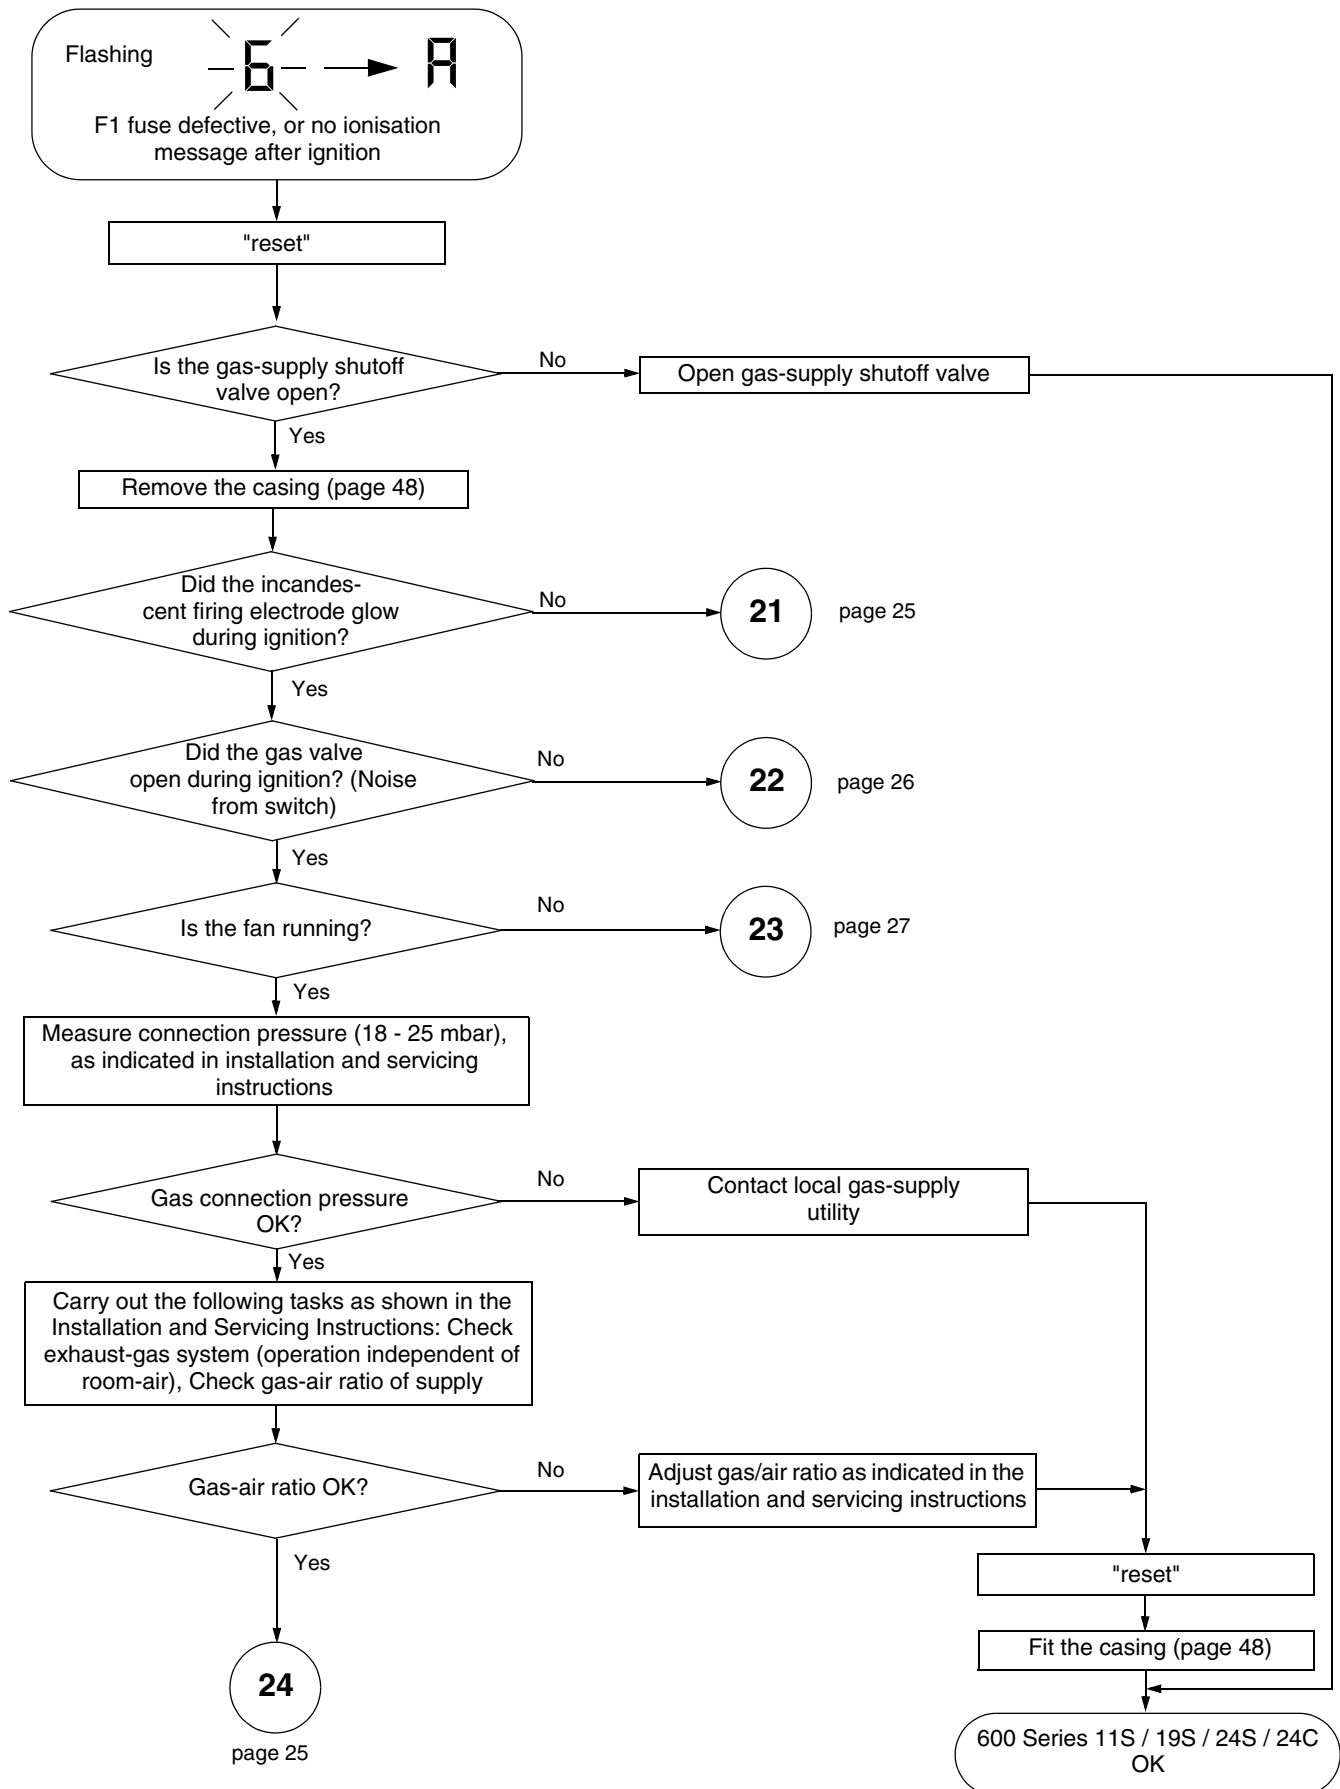 Flashing
6
A
F1 fuse defective, or no ionisation
message after ignition
"reset"
Is the gas-supply shutoff
valve open?
No
Open gas-supply shutoff valve
Yes
Remove the casing (page 48)
Did the incandes-
cent firing electrode glow
during ignition?
No
21
page 25
Yes
Did the gas valve
open during ignition? (Noise
from switch)
No
22
page 26
Yes
Is the fan running?
No
23
page 27
Yes
Measure connection pressure (18 - 25 mbar),
as indicated in installation and servicing
instructions
Gas connection pressure
OK?
No
Contact local gas-supply
utility
Yes
Carry out the following tasks as shown in the
Installation and Servicing Instructions: Check
exhaust-gas system (operation independent of
room-air), Check gas-air ratio of supply
Gas-air ratio OK?
No
Adjust gas/air ratio as indicated in the
installation and servicing instructions
Yes
"reset"
Fit the casing (page 48)
24
page 25
600 Series 11S / 19S / 24S / 24C
OK